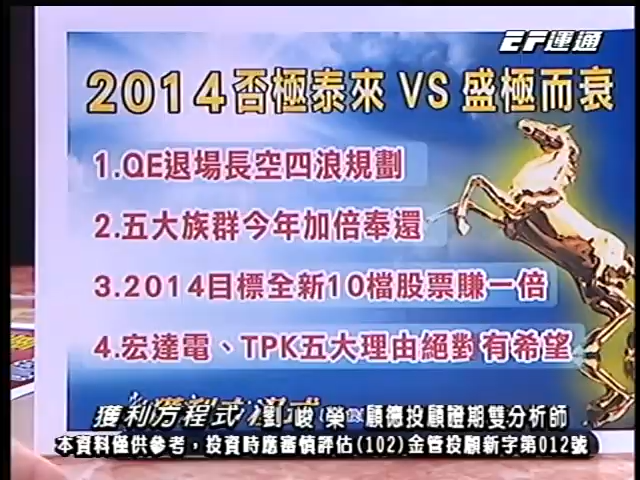 EF運通
2014否極泰來 VS 盛極而衰
1.QE退場長空四浪規劃
2.五大族群今年加倍奉還
3.2014目標全新10檔股票賺一倍
4.宏達電、TPK五大理由絕對有希望
獲利方程式 劉峻榮 顧德投顧證期雙分析師
本資料僅供參考，投資時應審慎評估(102)金管投顧新字第012號